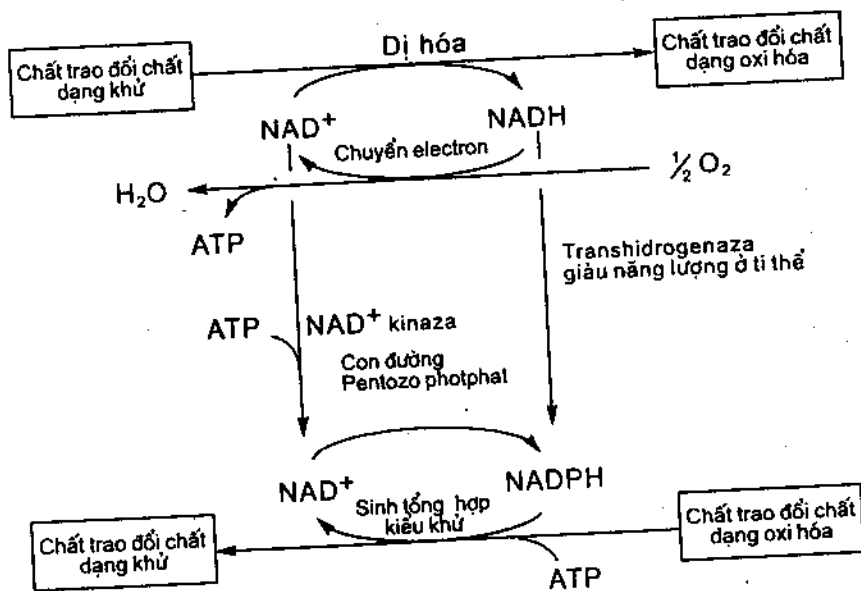 Dị hóa
Chất trao đổi chất
dạng khử
Chất trao đổi chất
dạng oxi hóa
NAD+
NADH
Chuyển electron
H2O
½ O2
ATP
Transhidrogenaza
giàu năng lượng ở ti thể
ATP
NAD+ kinaza
Con đường
Pentozo photphat
NAD+
NADPH
Sinh tổng hợp
kiểu khử
Chất trao đổi chất
dạng khử
Chất trao đổi chất
dạng oxi hóa
ATP